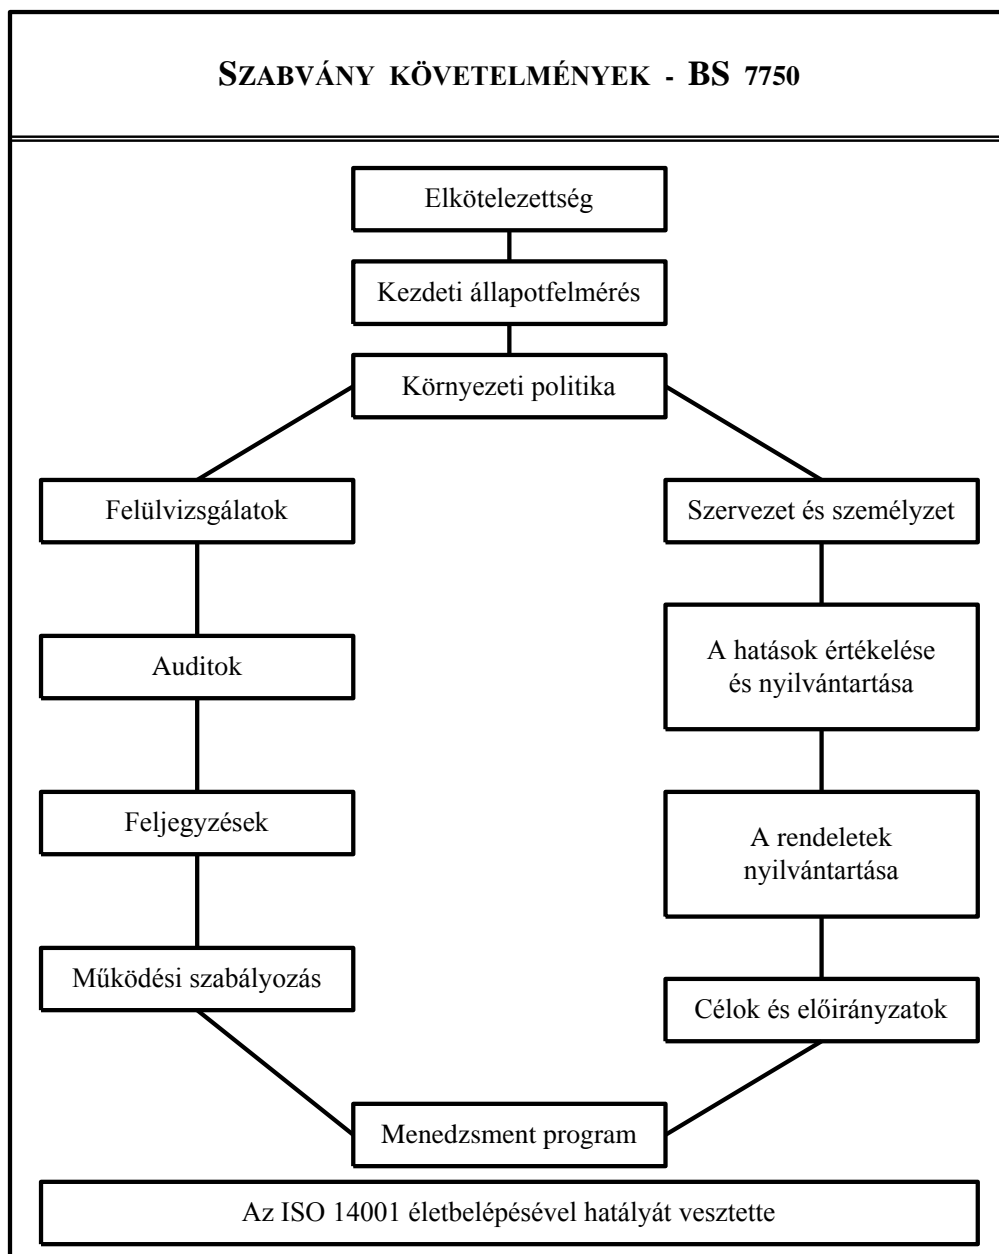 SZABVÁNY KÖVETELMÉNYEK - BS 7750
Elkötelezettség
Kezdeti állapotfelmérés
Környezeti politika
Felülvizsgálatok
Szervezet és személyzet
Auditok
A hatások értékelése
és nyilvántartása
Feljegyzések
A rendeletek
nyilvántartása
Működési szabályozás
Célok és előirányzatok
Menedzsment program
Az ISO 14001 életbelépésével hatályát vesztette